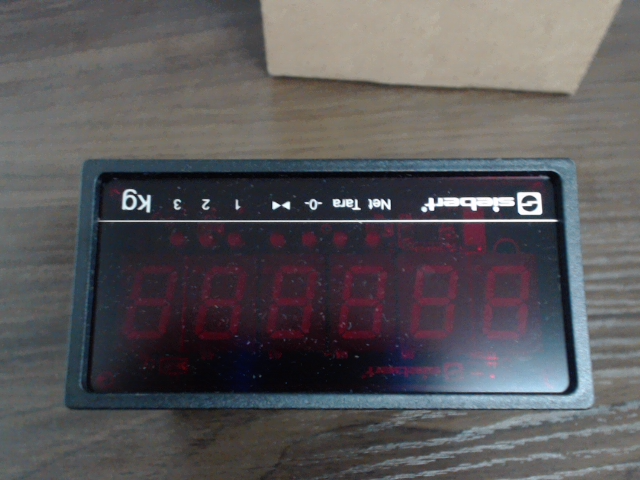 siebert Net Tara -0- ▶◀ 1 2 3 kg